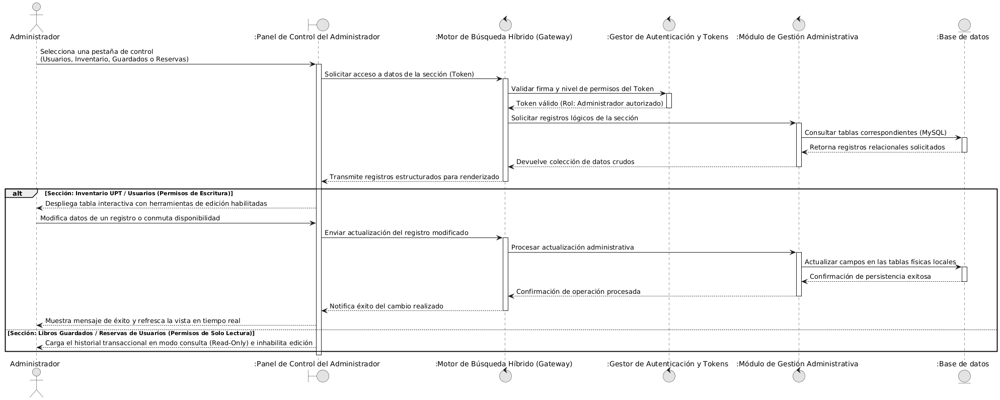 Administrador
:Panel de Control del Administrador
:Motor de Búsqueda Híbrido (Gateway)
:Gestor de Autenticación y Tokens
:Módulo de Gestión Administrativa
:Base de datos
Selecciona una pestaña de control
(Usuarios, Inventario, Guardados o Reservas)
Solicitar acceso a datos de la sección (Token)
Validar firma y nivel de permisos del Token
Token válido (Rol: Administrador autorizado)
Solicitar registros lógicos de la sección
Consultar tablas correspondientes (MySQL)
Retorna registros relacionales solicitados
Devuelve colección de datos crudos
Transmite registros estructurados para renderizado
alt
[Sección: Inventario UPT / Usuarios (Permisos de Escritura)]
Despliega tabla interactiva con herramientas de edición habilitadas
Modifica datos de un registro o conmuta disponibilidad
Enviar actualización del registro modificado
Procesar actualización administrativa
Actualizar campos en las tablas físicas locales
Confirmación de persistencia exitosa
Confirmación de operación procesada
Notifica éxito del cambio realizado
Muestra mensaje de éxito y refresca la vista en tiempo real
[Sección: Libros Guardados / Reservas de Usuarios (Permisos de Solo Lectura)]
Carga el historial transaccional en modo consulta (Read-Only) e inhabilita edición
Administrador
:Panel de Control del Administrador
:Motor de Búsqueda Híbrido (Gateway)
:Gestor de Autenticación y Tokens
:Módulo de Gestión Administrativa
:Base de datos